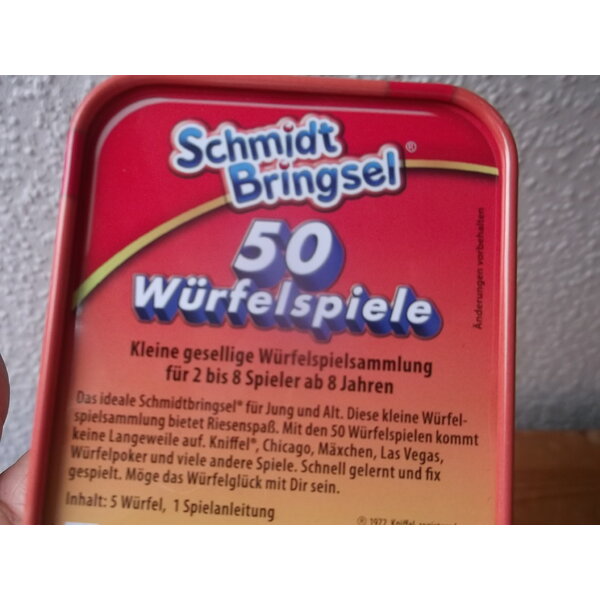 Schmidt
Bringsel®
50
Würfelspiele
Änderungen vorbehalten
Kleine gesellige Würfelspielsammlung
für 2 bis 8 Spieler ab 8 Jahren
Das ideale Schmidtbringsel® für Jung und Alt. Diese kleine Würfel-
spielsammlung bietet Riesenspaß. Mit den 50 Würfelspielen kommt
keine Langeweile auf. Kniffel®, Chicago, Mäxchen, Las Vegas,
Würfelpoker und viele andere Spiele. Schnell gelernt und fix
gespielt. Möge das Würfelglück mit Dir sein.
Inhalt: 5 Würfel, 1 Spielanleitung
® 1972, Kniffel